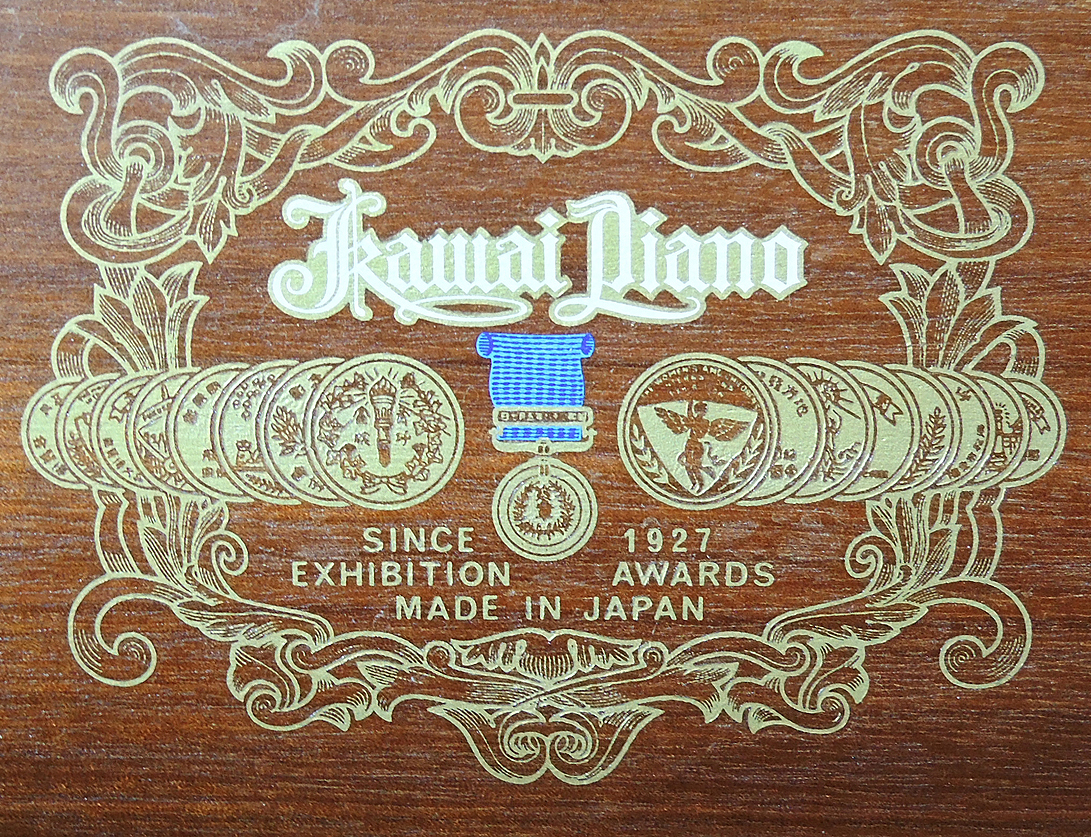 Kawai Piano
SINCE 1927
EXHIBITION AWARDS
MADE IN JAPAN